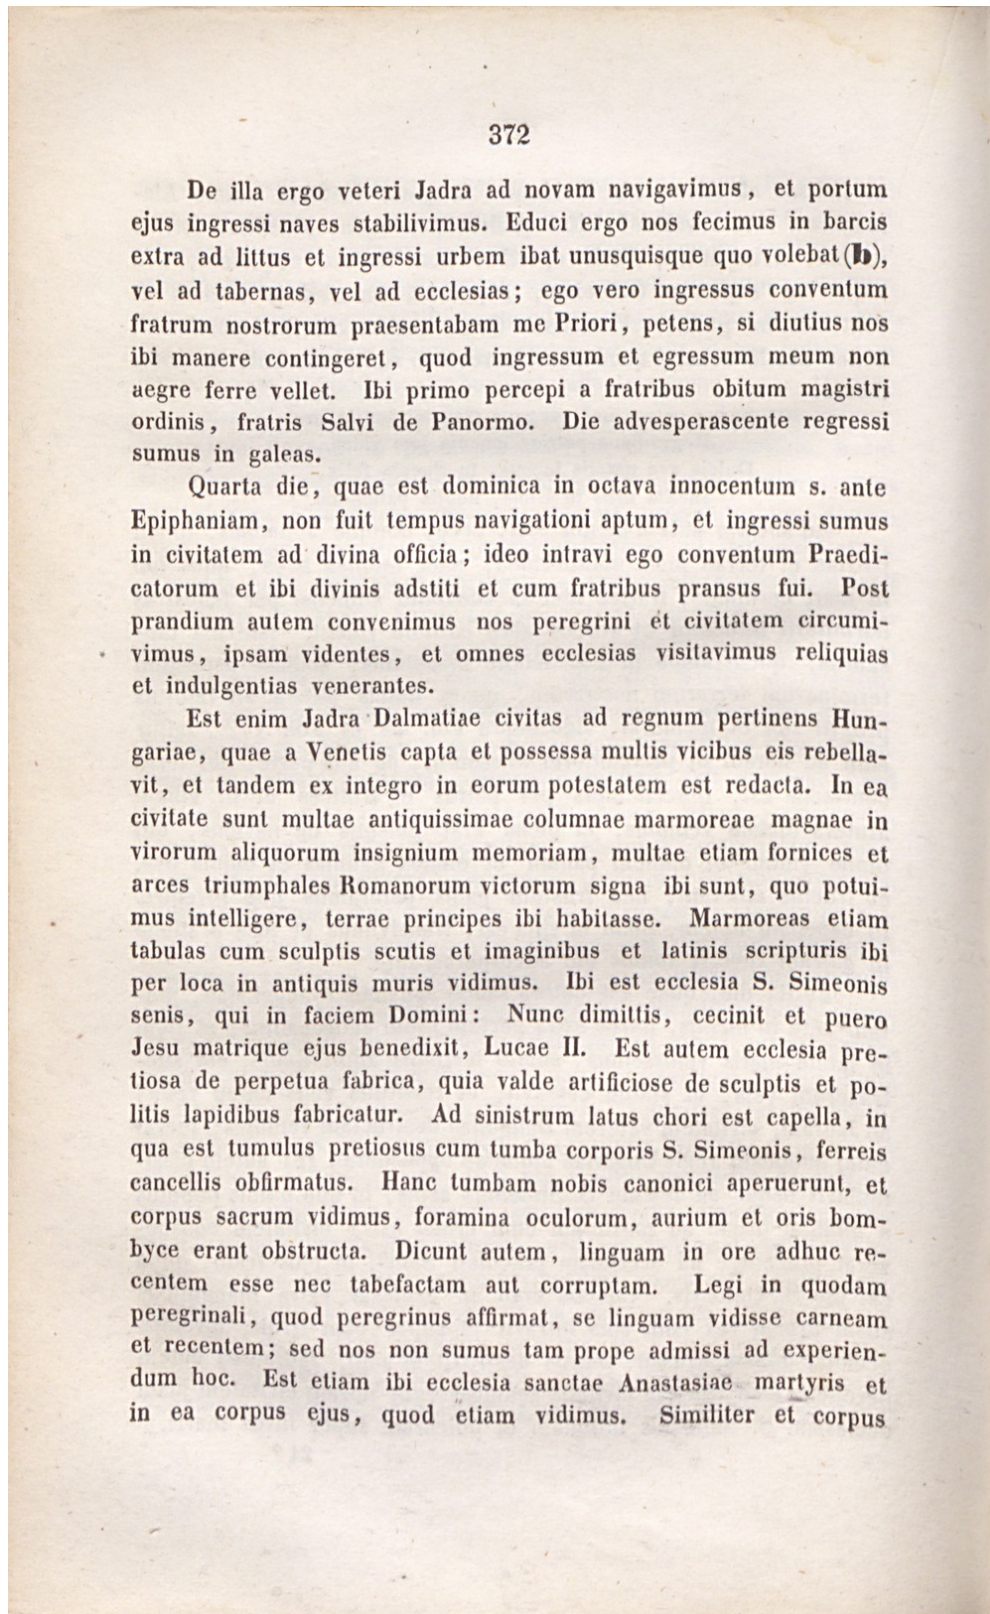 372
De illa ergo veteri Jadra ad novam navigavimus, et portum
ejus ingressi naves stabilivimus. Educi ergo nos fecimus in barcis
extra ad littus et ingressi urbem ibat unusquisque quo volebat (b),
vel ad tabernas, vel ad ecclesias; ego vero ingressus conventum
fratrum nostrorum praesentabam me Priori, petens, si diutius nos
ibi manere contingeret, quod ingressum et egressum meum non
aegre ferre vellet. Ibi primo percepi a fratribus obitum magistri
ordinis, fratris Salvi de Panormo. Die advesperascente regressi
sumus in galeas.
Quarta die, quae est dominica in octava innocentum s. ante
Epiphaniam, non fuit tempus navigationi aptum, et ingressi sumus
in civitatem ad divina officia; ideo intravi ego conventum Praedi-
catorum et ibi divinis adstiti et cum fratribus pransus fui. Post
prandium autem convenimus nos peregrini et civitatem circumi-
vimus, ipsam videntes, et omnes ecclesias visitavimus reliquias
et indulgentias venerantes.
Est enim Jadra Dalmatiae civitas ad regnum pertinens Hun-
gariae, quae a Venetis capta et possessa multis vicibus eis rebella-
vit, et tandem ex integro in eorum potestatem est redacta. In ea
civitate sunt multae antiquissimae columnae marmoreae magnae in
virorum aliquorum insignium memoriam, multae etiam fornices et
arces triumphales Romanorum victorum signa ibi sunt, quo potui-
mus intelligere, terrae principes ibi habitasse. Marmoreas etiam
tabulas cum sculptis scutis et imaginibus et latinis scripturis ibi
per loca in antiquis muris vidimus. Ibi est ecclesia S. Simeonis
senis, qui in faciem Domini: Nunc dimittis, cecinit et puero
Jesu matrique ejus benedixit, Lucae II. Est autem ecclesia pre-
tiosa de perpetua fabrica, quia valde artificiose de sculptis et po-
litis lapidibus fabricatur. Ad sinistrum latus chori est capella, in
qua est tumulus pretiosus cum tumba corporis S. Simeonis, ferreis
cancellis obfirmatus. Hanc tumbam nobis canonici aperuerunt, et
corpus sacrum vidimus, foramina oculorum, aurium et oris bom-
byce erant obstructa. Dicunt autem, linguam in ore adhuc re-
centem esse nec tabefactam aut corruptam. Legi in quodam
peregrinali, quod peregrinus affirmat, se linguam vidisse carneam
et recentem; sed nos non sumus tam prope admissi ad experien-
dum hoc. Est etiam ibi ecclesia sanctae Anastasiae martyris et
in ea corpus ejus, quod etiam vidimus. Similiter et corpus